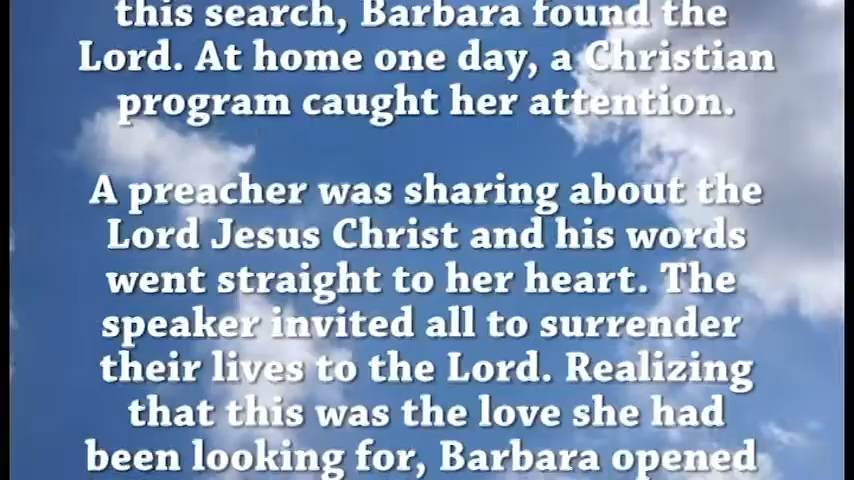 this search, Barbara found the
Lord. At home one day, a Christian
program caught her attention.
A preacher was sharing about the
Lord Jesus Christ and his words
went straight to her heart. The
speaker invited all to surrender
their lives to the Lord. Realizing
that this was the love she had
been looking for, Barbara opened